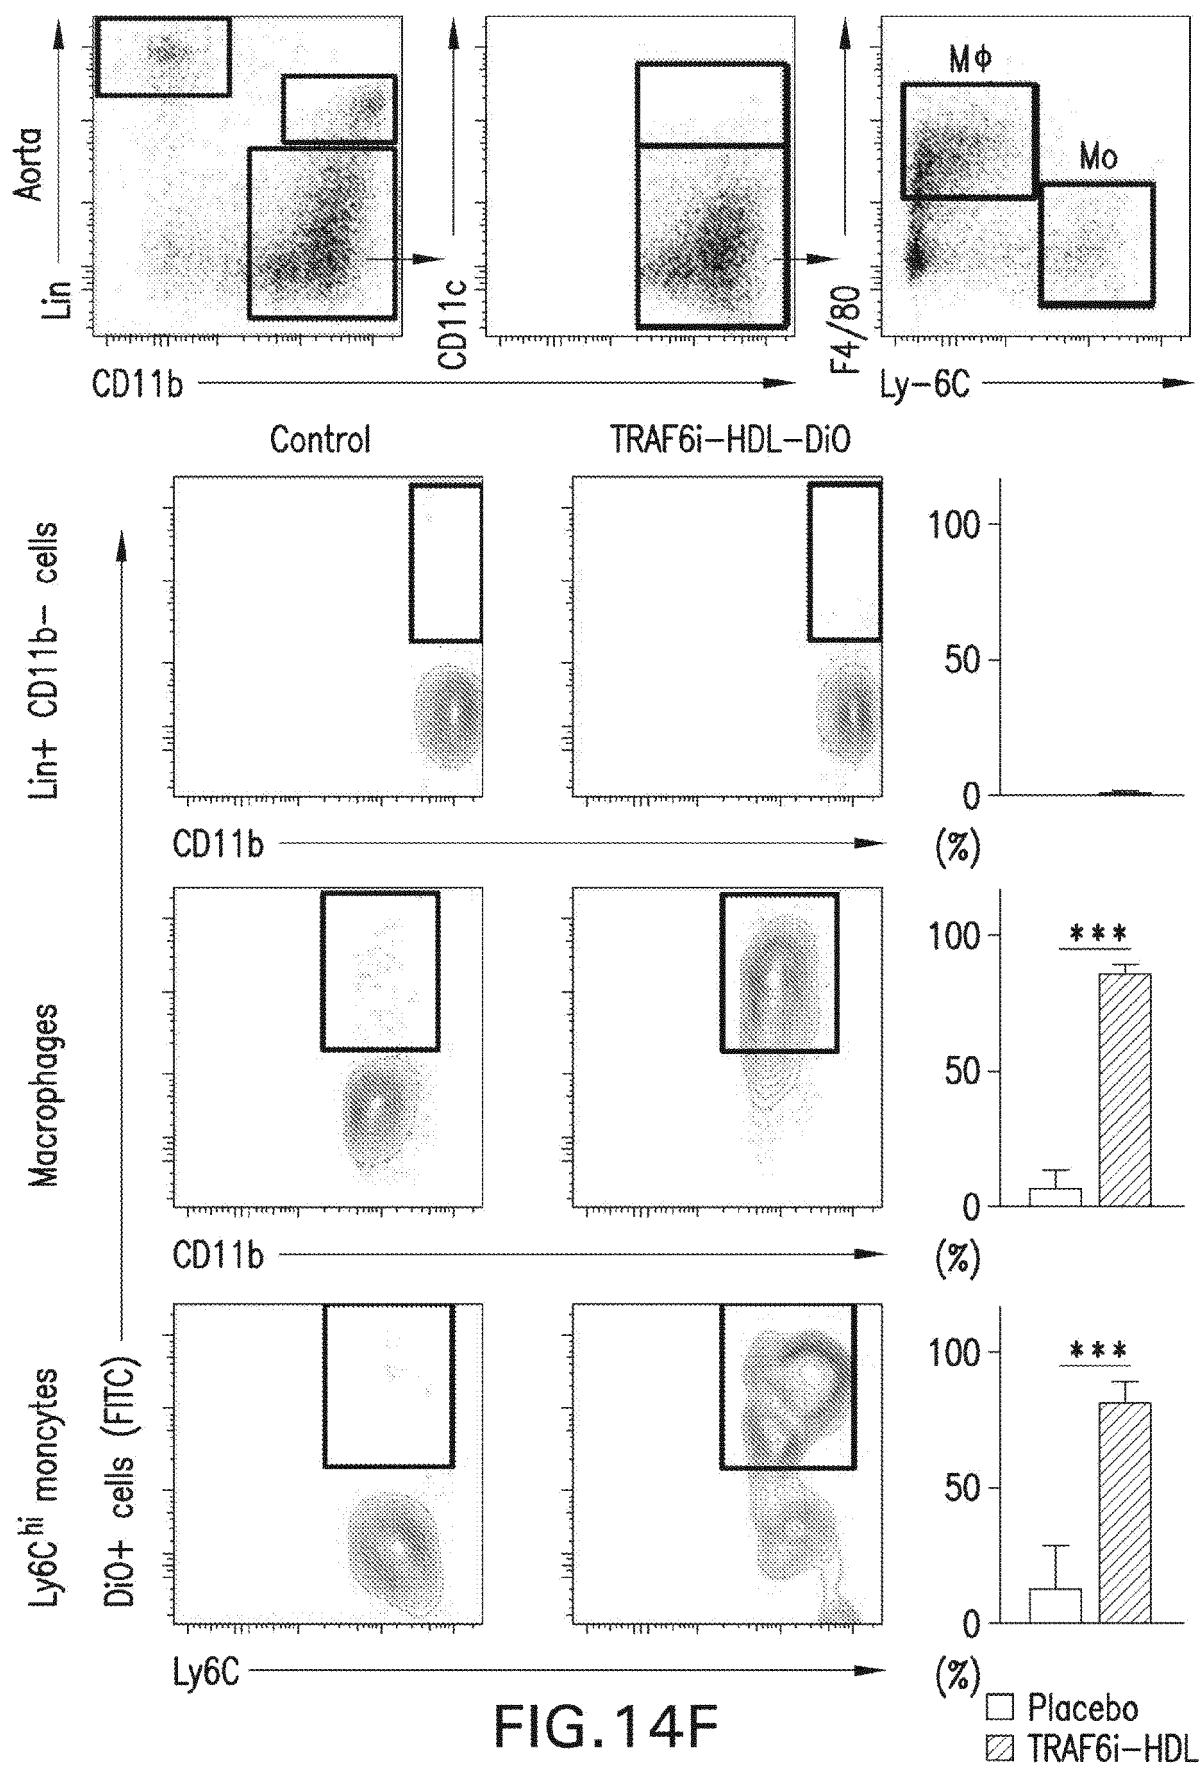 Aorta
Lin
CD11b
CD11c
F4/80
Ly-6C
MΦ
Mo
Control
TRAF6i-HDL-DiO
Lin+ CD11b- cells
100
50
0
CD11b
(%)
Macrophages
***
100
50
0
CD11b
(%)
Ly6Chi moncytes
DiO+ cells (FITC)
***
100
50
0
Ly6C
(%)
Placebo
TRAF6i-HDL
FIG.14F